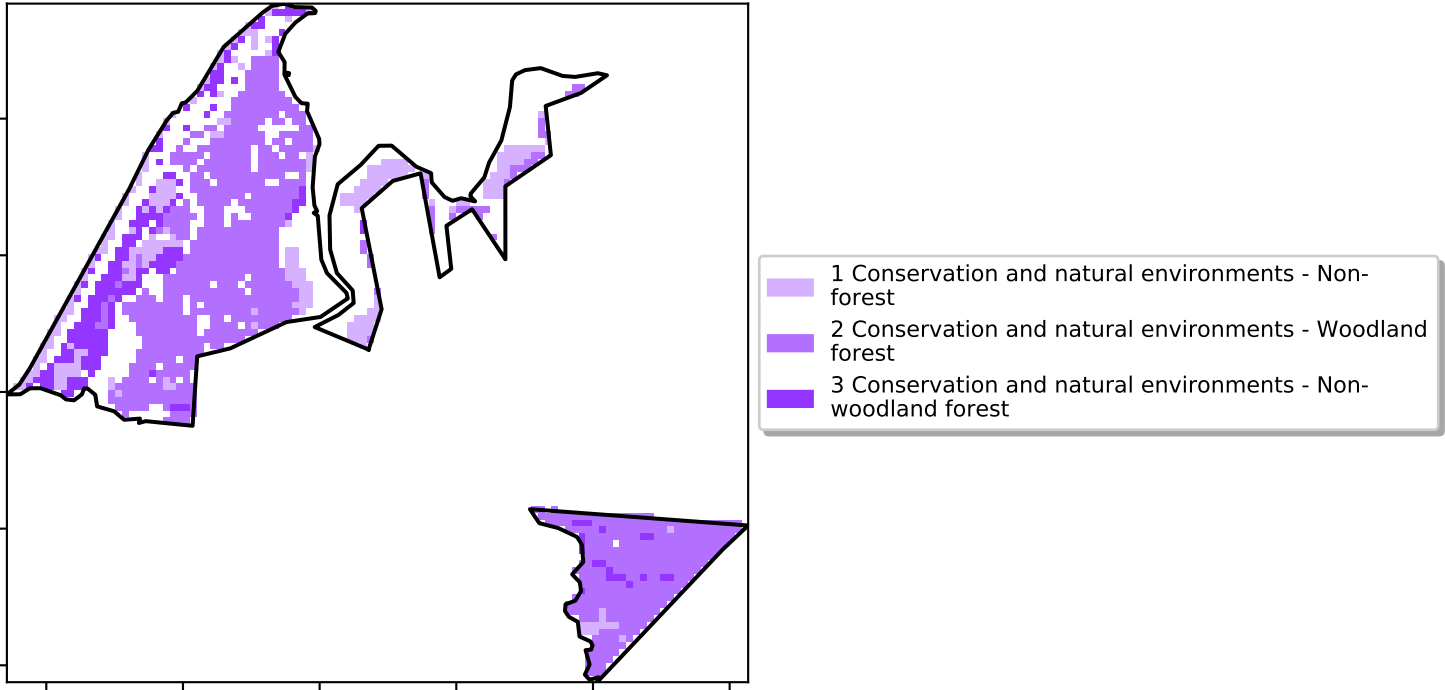 1 Conservation and natural environments - Non-
forest
2 Conservation and natural environments - Woodland
forest
3 Conservation and natural environments - Non-
woodland forest